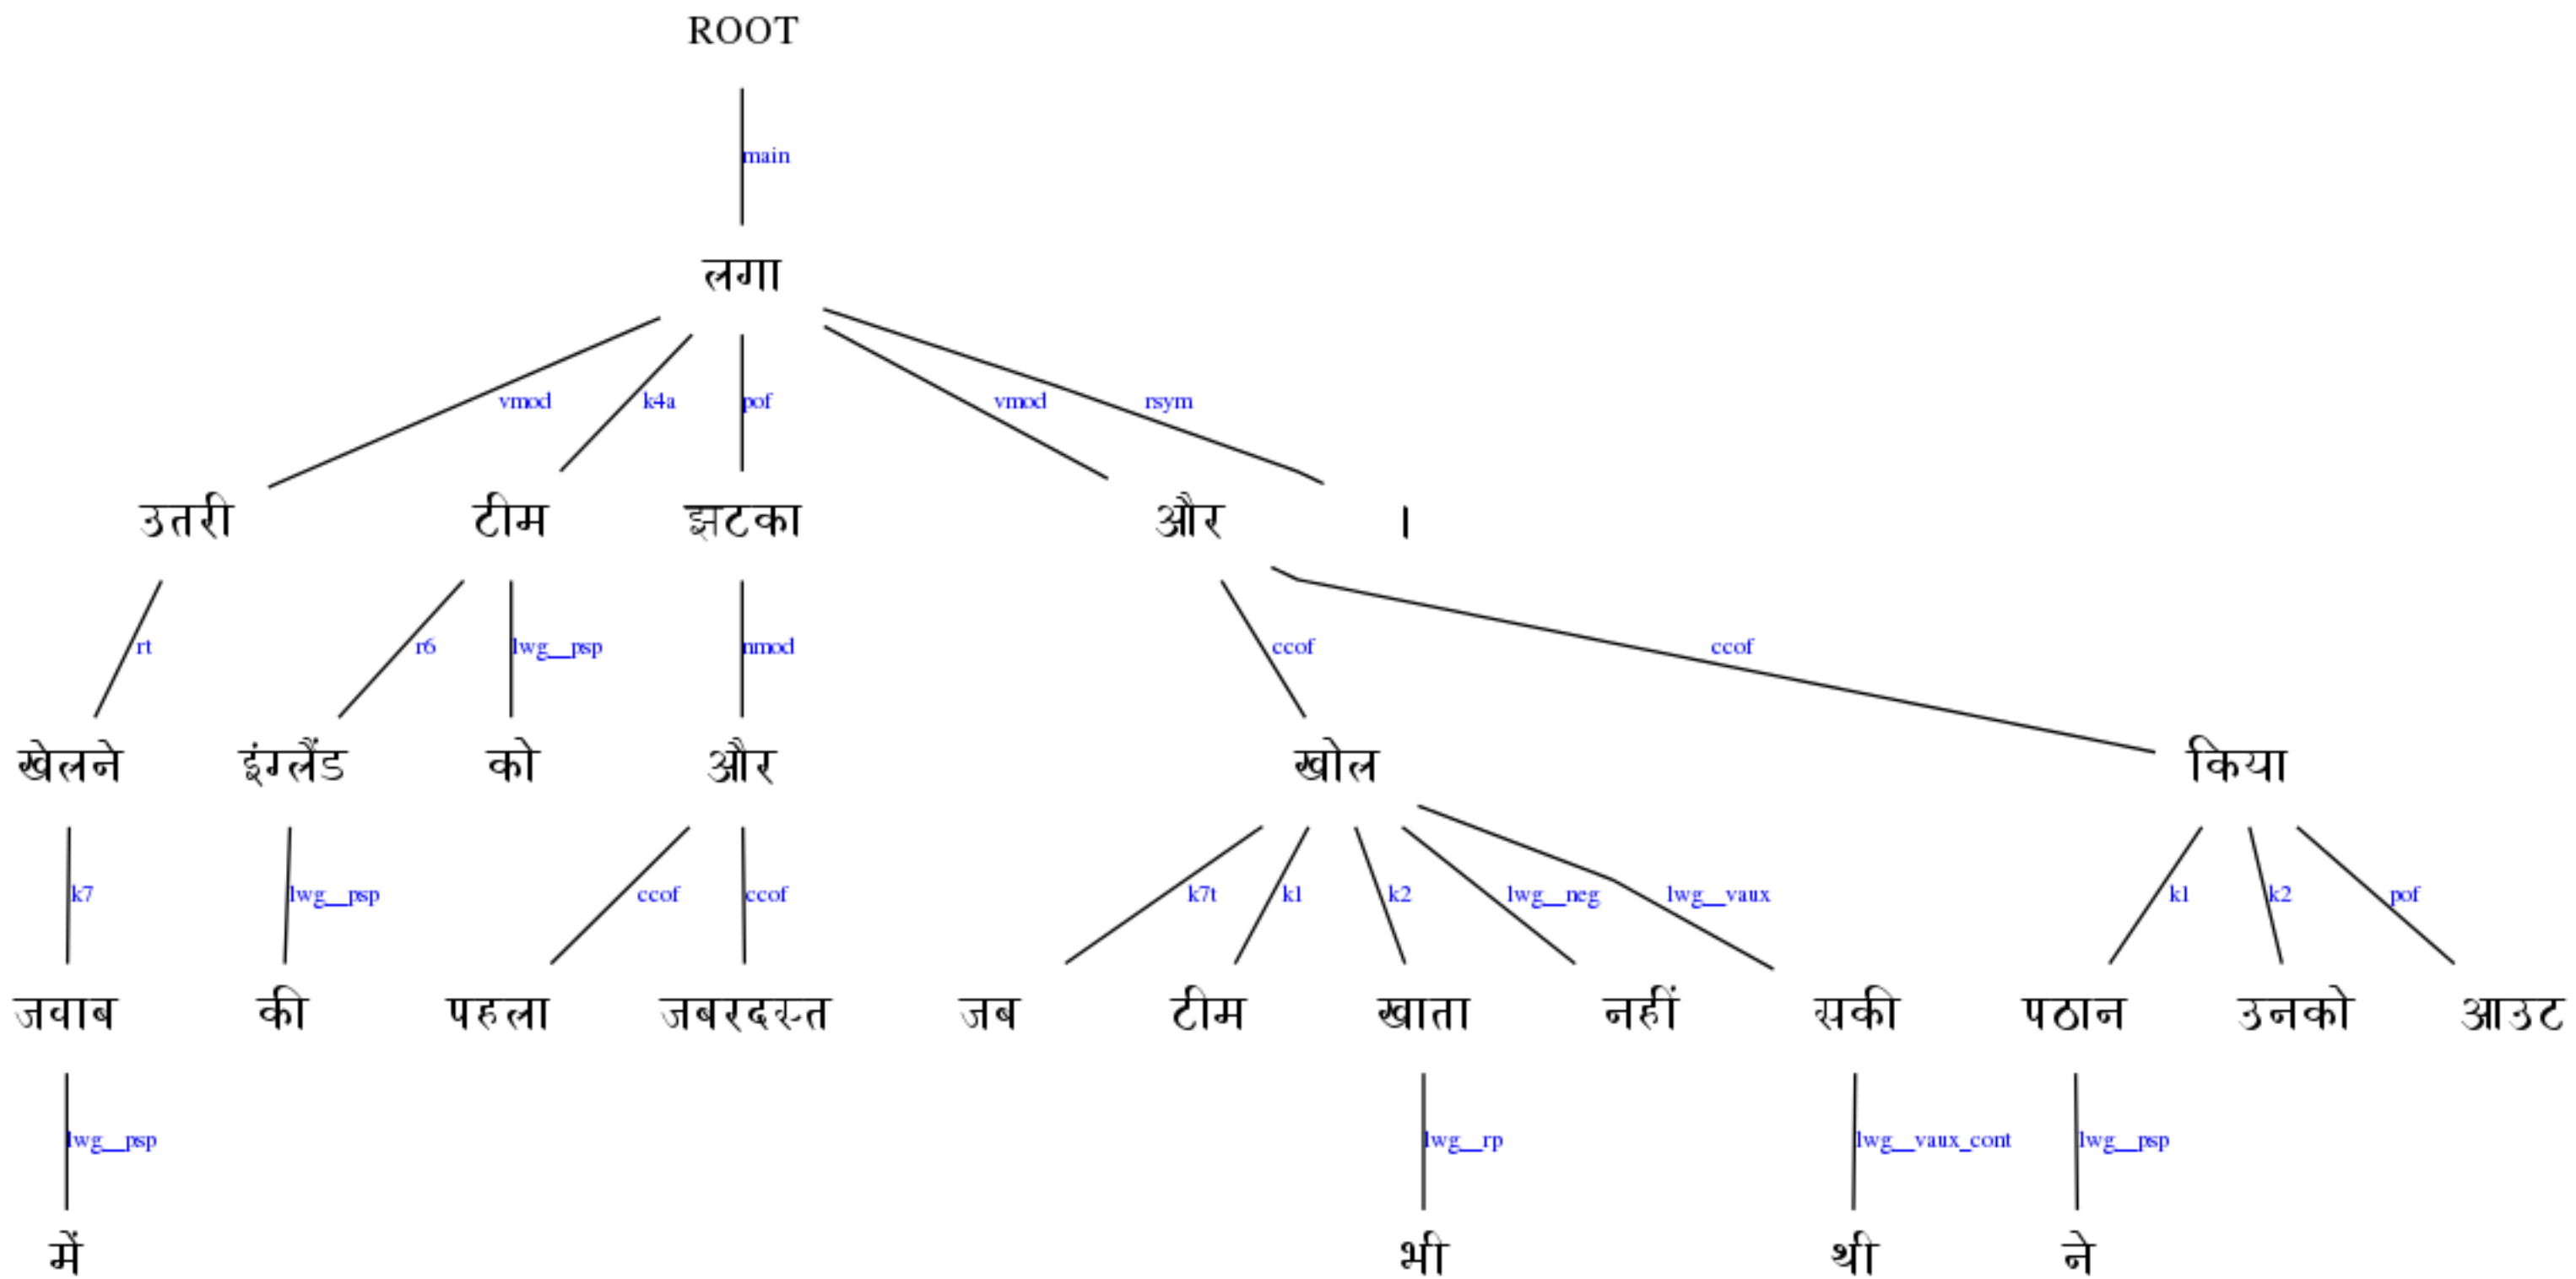 ROOT
main
लगा
vmod k4a pof vmod rsym
उतरी टीम झटका और ।
rt r6 lwg__psp nmod ccof ccof
खेलने इंग्लैंड को और खोल किया
k7 lwg__psp ccof ccof k7t k1 k2 lwg__neg lwg__vaux k1 k2 pof
जवाब की पहला जबरदस्त जब टीम खाता नहीं सकी पठान उनको आउट
lwg__psp lwg__rp lwg__vaux_cont lwg__psp
में भी थी ने